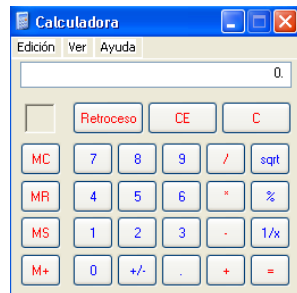 Calculadora
Edición Ver Ayuda
0.
Retroceso CE C
MC 7 8 9 / sqrt
MR 4 5 6 * %
MS 1 2 3 - 1/x
M+ 0 +/- . + =